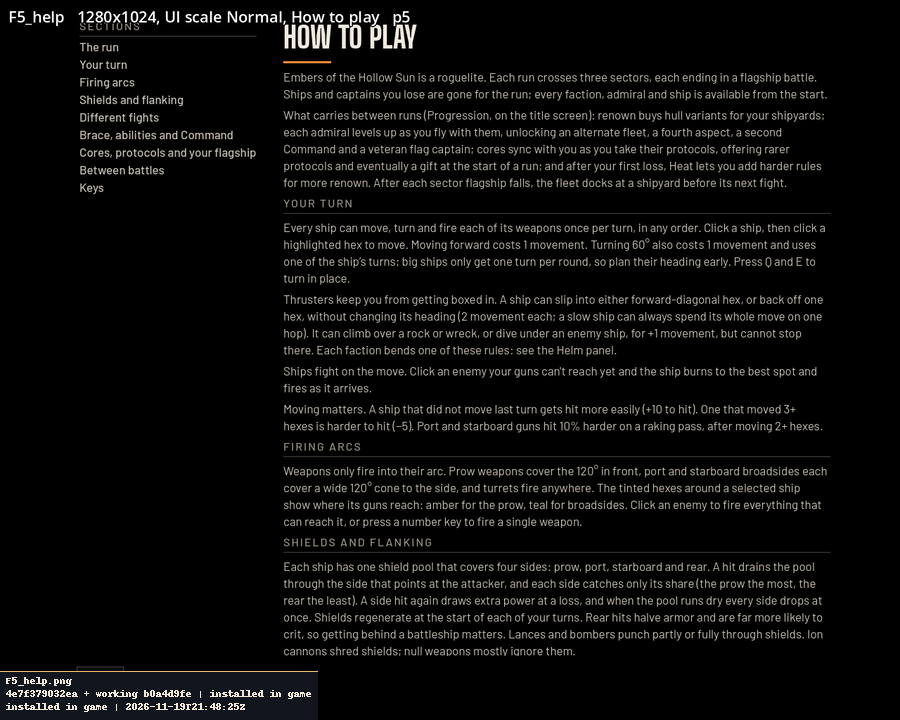 F5_help   1280x1024, UI scale Normal, How to play   p5
SECTIONS
The run
Your turn
Firing arcs
Shields and flanking
Different fights
Brace, abilities and Command
Cores, protocols and your flagship
Between battles
Keys
HOW TO PLAY
Embers of the Hollow Sun is a roguelite. Each run crosses three sectors, each ending in a flagship battle.
Ships and captains you lose are gone for the run; every faction, admiral and ship is available from the start.
What carries between runs (Progression, on the title screen): renown buys hull variants for your shipyards;
each admiral levels up as you fly with them, unlocking an alternate fleet, a fourth aspect, a second
Command and a veteran flag captain; cores sync with you as you take their protocols, offering rarer
protocols and eventually a gift at the start of a run; and after your first loss, Heat lets you add harder rules
for more renown. After each sector flagship falls, the fleet docks at a shipyard before its next fight.
YOUR TURN
Every ship can move, turn and fire each of its weapons once per turn, in any order. Click a ship, then click a
highlighted hex to move. Moving forward costs 1 movement. Turning 60° also costs 1 movement and uses
one of the ship's turns; big ships only get one turn per round, so plan their heading early. Press Q and E to
turn in place.
Thrusters keep you from getting boxed in. A ship can slip into either forward-diagonal hex, or back off one
hex, without changing its heading (2 movement each; a slow ship can always spend its whole move on one
hop). It can climb over a rock or wreck, or dive under an enemy ship, for +1 movement, but cannot stop
there. Each faction bends one of these rules: see the Helm panel.
Ships fight on the move. Click an enemy your guns can't reach yet and the ship burns to the best spot and
fires as it arrives.
Moving matters. A ship that did not move last turn gets hit more easily (+10 to hit). One that moved 3+
hexes is harder to hit (−5). Port and starboard guns hit 10% harder on a raking pass, after moving 2+ hexes.
FIRING ARCS
Weapons only fire into their arc. Prow weapons cover the 120° in front, port and starboard broadsides each
cover a wide 120° cone to the side, and turrets fire anywhere. The tinted hexes around a selected ship
show where its guns reach: amber for the prow, teal for broadsides. Click an enemy to fire everything that
can reach it, or press a number key to fire a single weapon.
SHIELDS AND FLANKING
Each ship has one shield pool that covers four sides: prow, port, starboard and rear. A hit drains the pool
through the side that points at the attacker, and each side catches only its share (the prow the most, the
rear the least). A side hit again draws extra power at a loss, and when the pool runs dry every side drops at
once. Shields regenerate at the start of each of your turns. Rear hits halve armor and are far more likely to
crit, so getting behind a battleship matters. Lances and bombers punch partly or fully through shields. Ion
cannons shred shields; null weapons mostly ignore them.
F5_help.png
4e7f379032ea + working b0a4d9fe | installed in game
installed in game | 2026-11-19T21:48:25Z